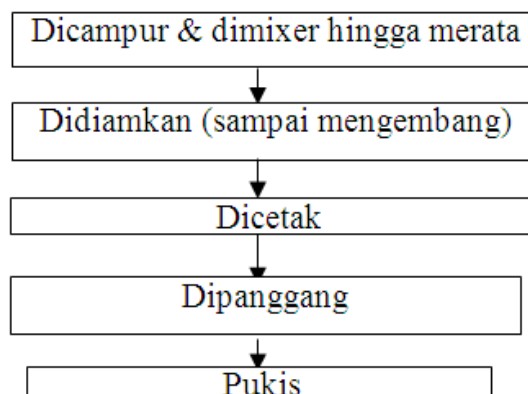 Dicampur & dimixer hingga merata
Didiamkan (sampai mengembang)
Dicetak
Dipanggang
Pukis